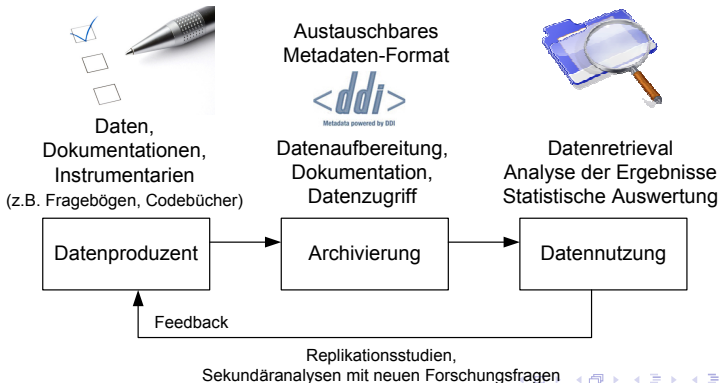 Daten,
Dokumentationen,
Instrumentarien
(z.B. Fragebögen, Codebücher)
Austauschbares
Metadaten-Format
<ddi>
Metadata powered by DDI
Datenaufbereitung,
Dokumentation,
Datenzugriff
Datenretrieval
Analyse der Ergebnisse
Statistische Auswertung
Datenproduzent
Archivierung
Datennutzung
Feedback
Replikationsstudien,
Sekundäranalysen mit neuen Forschungsfragen